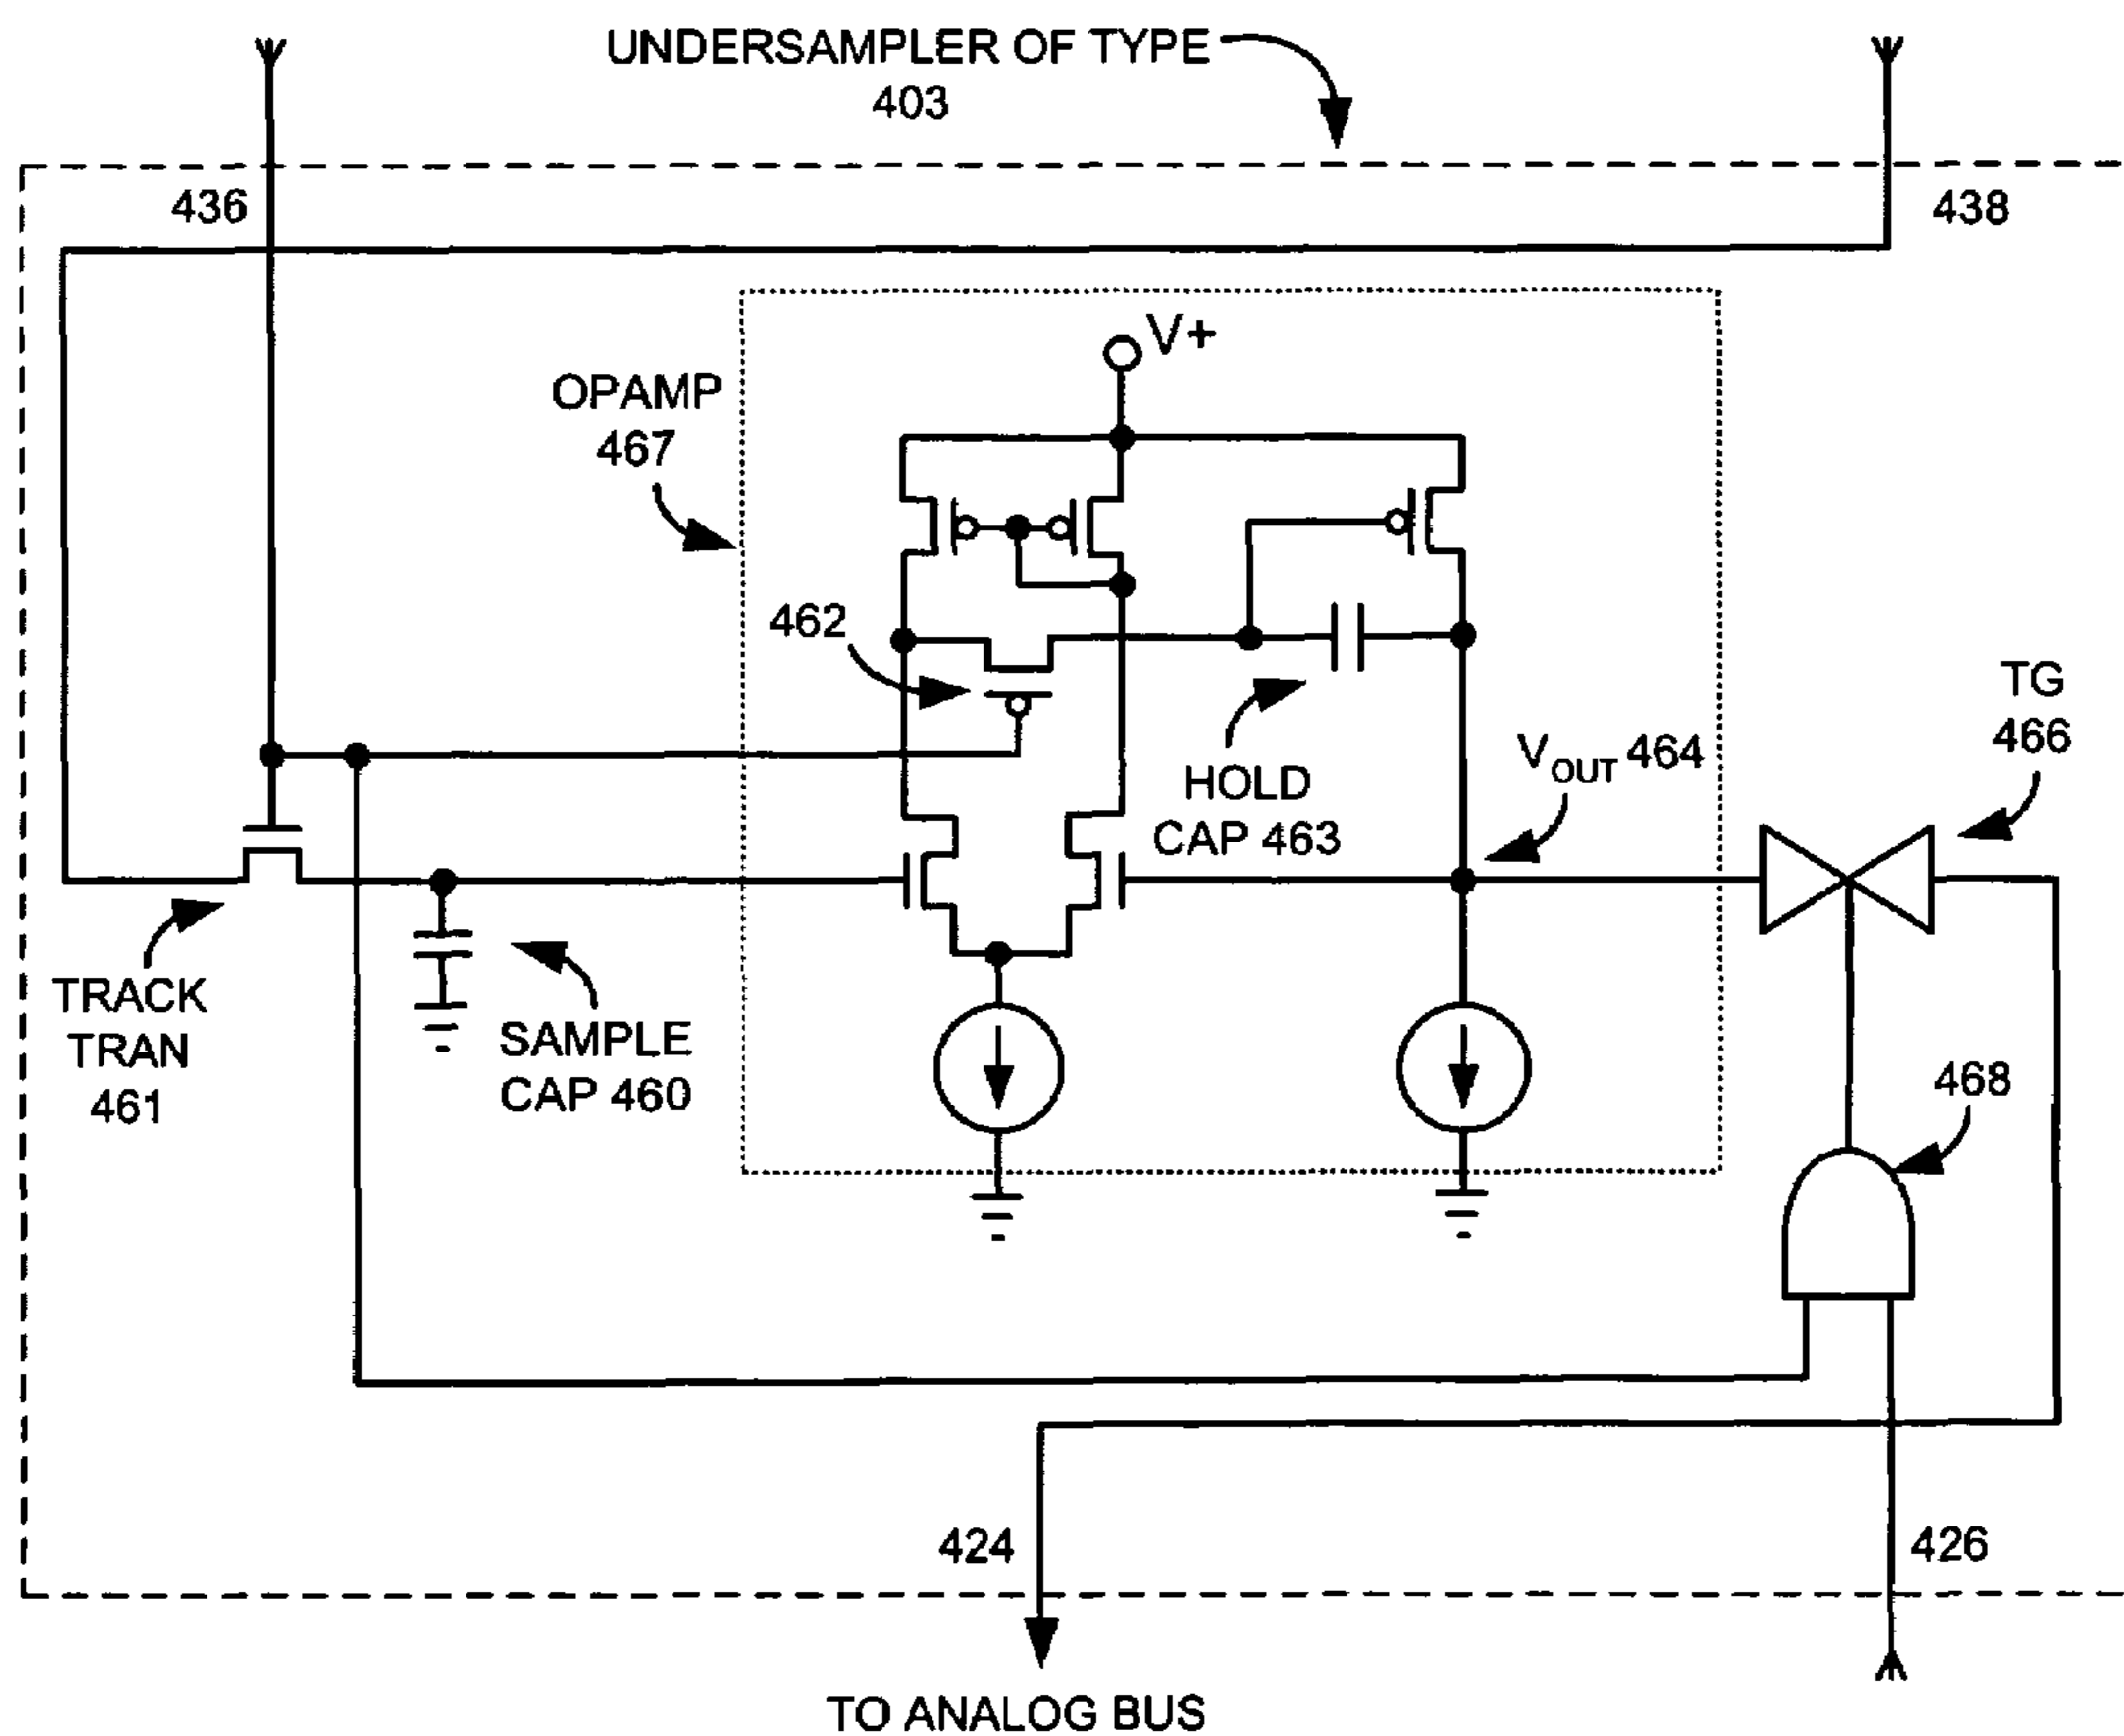 UNDERSAMPLER OF TYPE
403
436
438
V+
OPAMP
467
462
TG
466
V_OUT 464
HOLD
CAP 463
TRACK
TRAN
461
SAMPLE
CAP 460
468
424
426
TO ANALOG BUS